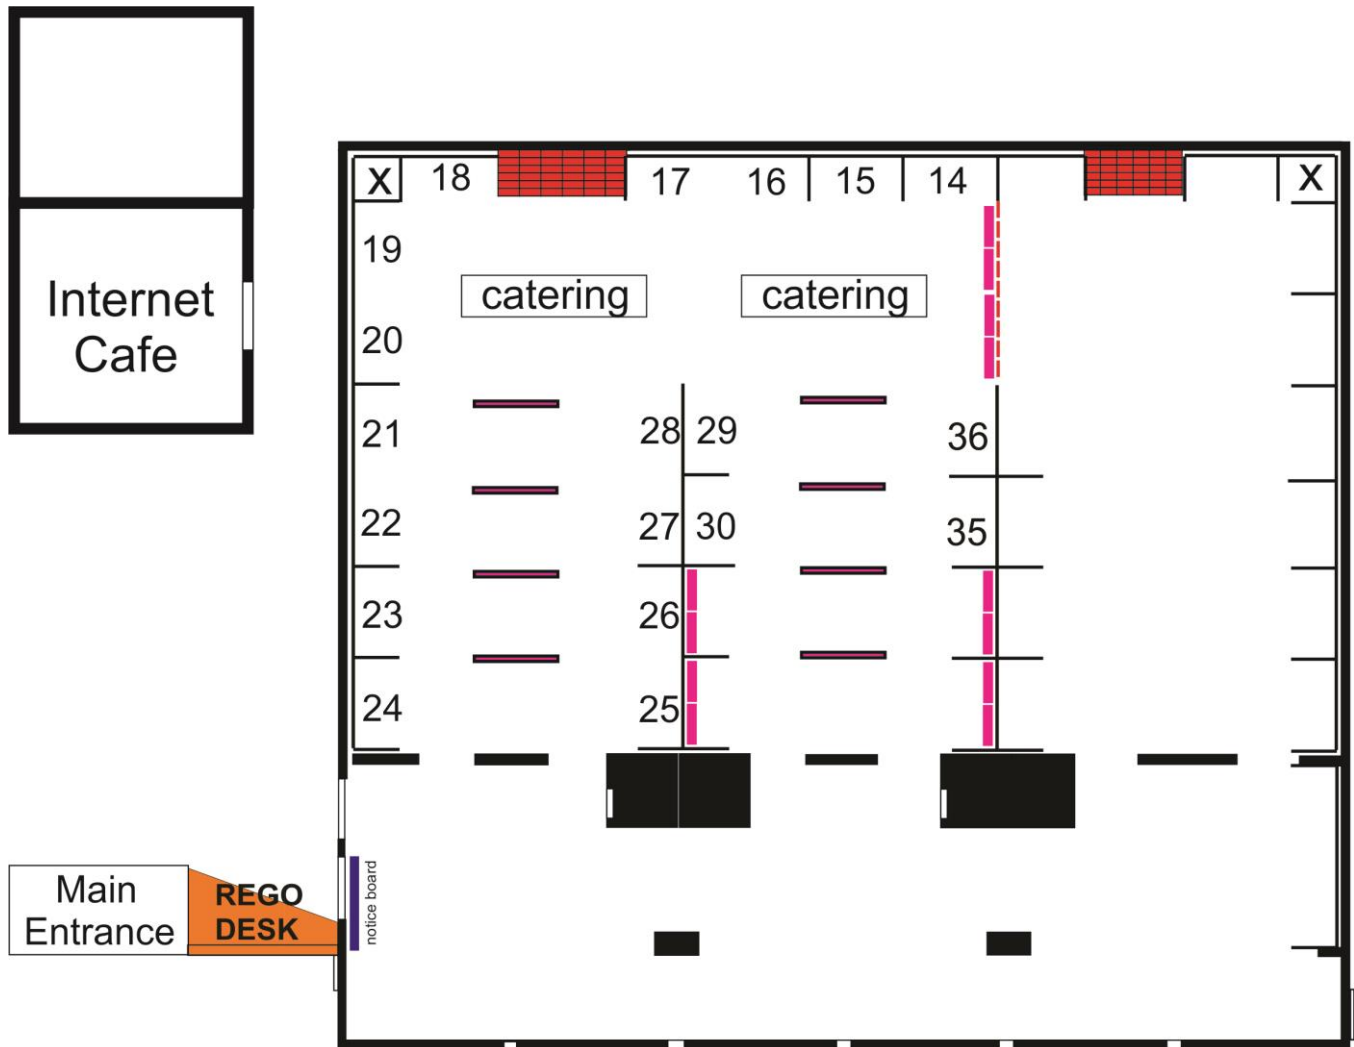 X 18 17 16 15 14 X
19
catering catering
Internet
Cafe
20
21 28 29 36
22 27 30 35
23 26
24 25
Main
Entrance
REGO
DESK
notice board